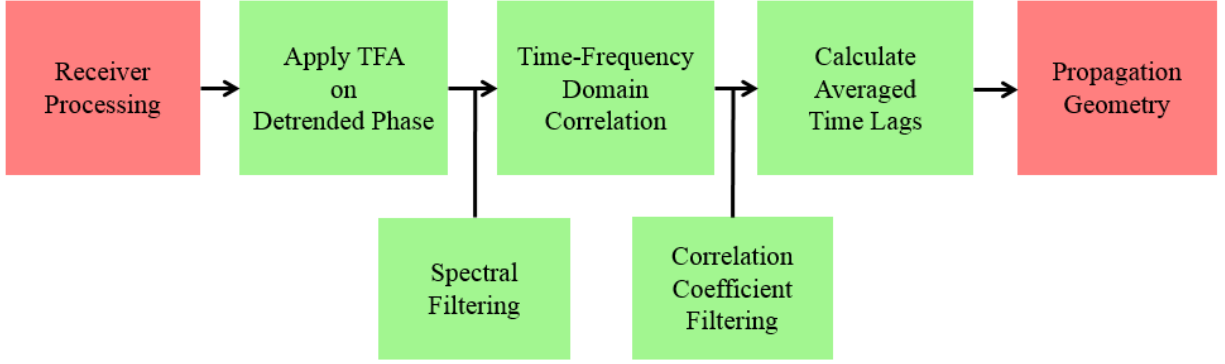 Receiver
Processing
Apply TFA
on
Detrended Phase
Time-Frequency
Domain
Correlation
Calculate
Averaged
Time Lags
Propagation
Geometry
Spectral
Filtering
Correlation
Coefficient
Filtering